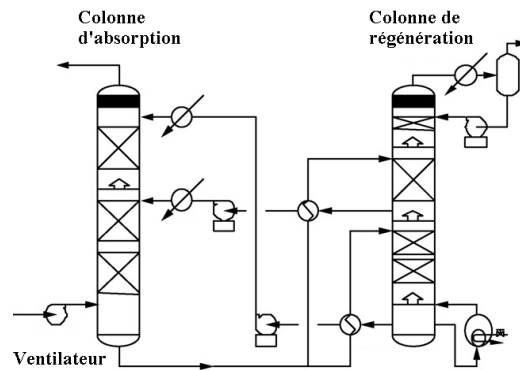 Colonne
d'absorption
Colonne de
régénération
Ventilateur